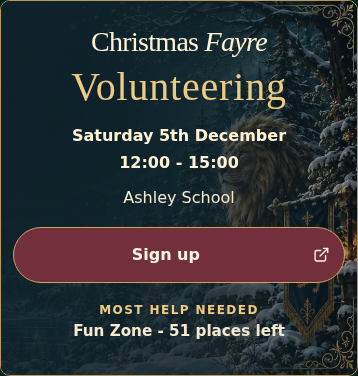 Christmas Fayre
Volunteering
Saturday 5th December
12:00 - 15:00
Ashley School
Sign up
MOST HELP NEEDED
Fun Zone - 51 places left